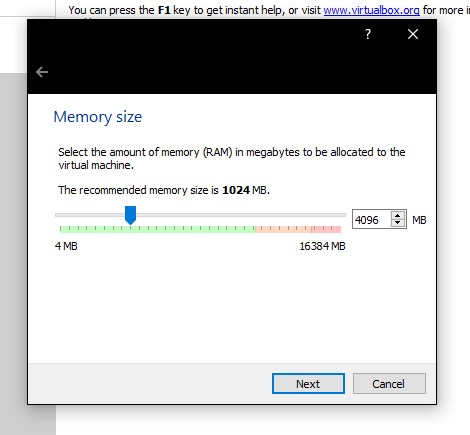 You can press the F1 key to get instant help, or visit www.virtualbox.org for more i
?
Memory size
Select the amount of memory (RAM) in megabytes to be allocated to the
virtual machine.
The recommended memory size is 1024 MB.
4096 MB
4 MB 16384 MB
Next Cancel